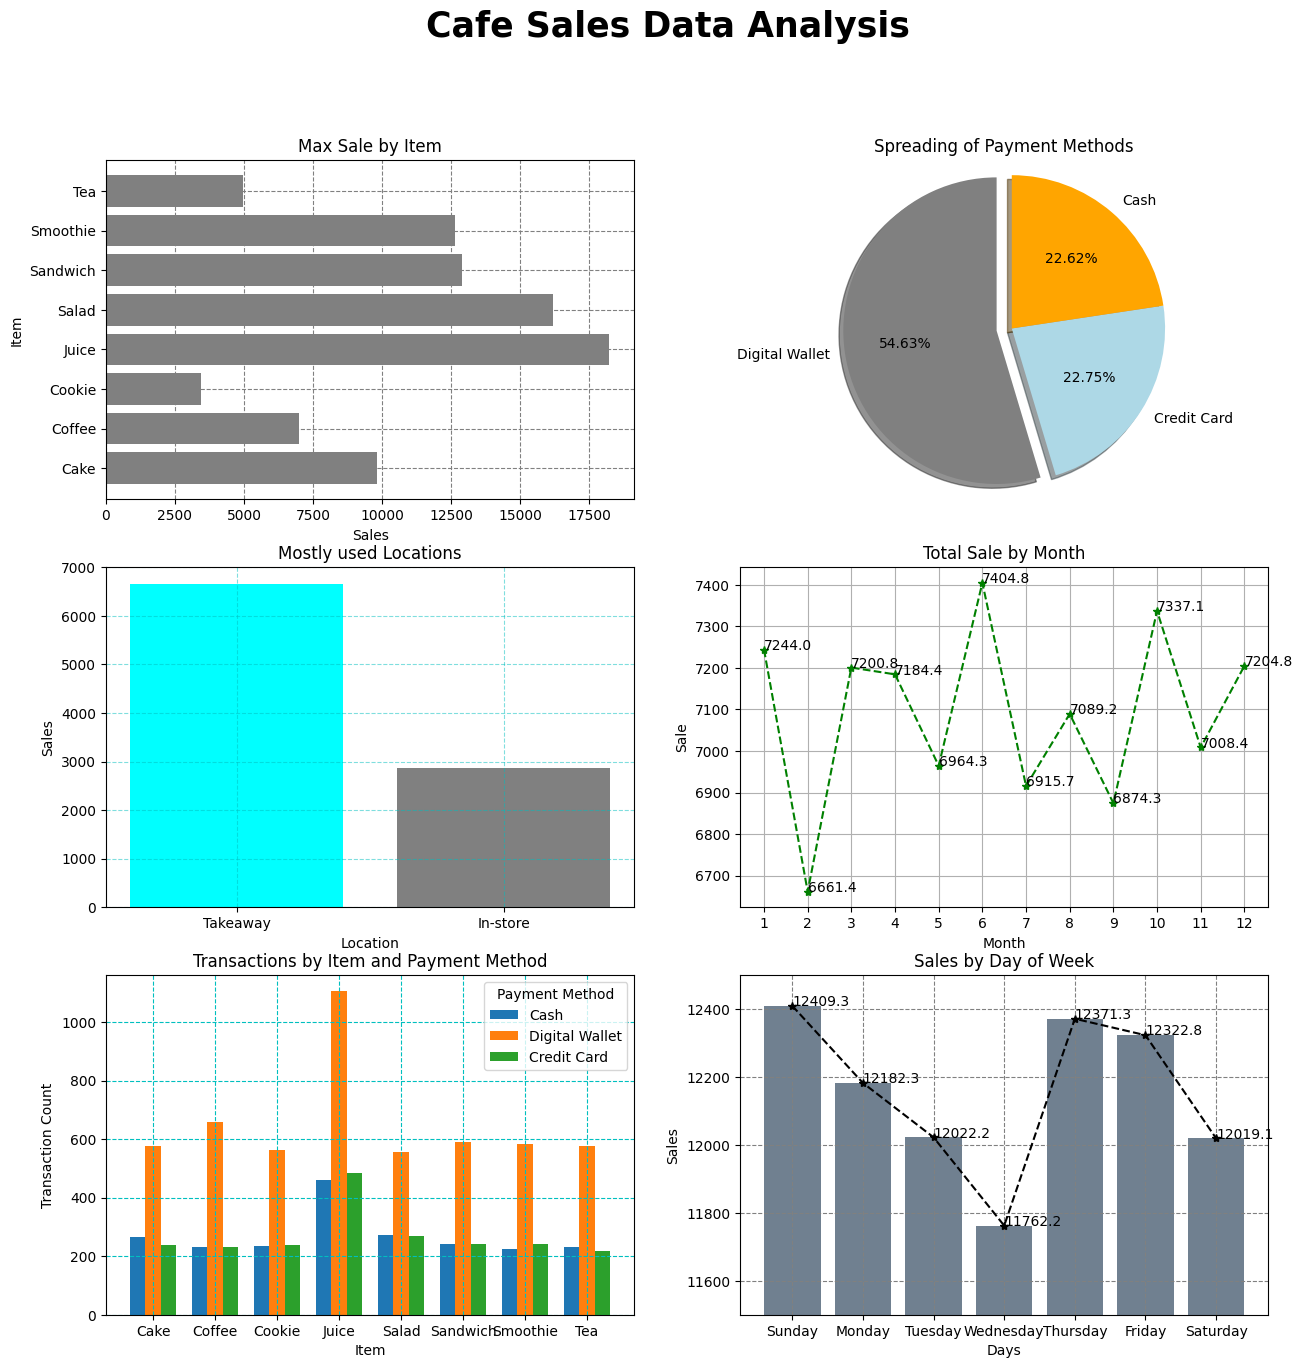 Cafe Sales Data Analysis
Max Sale by Item
Item
Tea
Smoothie
Sandwich
Salad
Juice
Cookie
Coffee
Cake
0 2500 5000 7500 10000 12500 15000 17500
Sales
Spreading of Payment Methods
Cash
22.62%
54.63%
Digital Wallet
22.75%
Credit Card
Mostly used Locations
Sales
7000
6000
5000
4000
3000
2000
1000
0
Takeaway In-store
Location
Total Sale by Month
Sale
7400
7300
7200
7100
7000
6900
6800
6700
7244.0
6661.4
7200.8
7184.4
6964.3
7404.8
6915.7
7089.2
6874.3
7337.1
7008.4
7204.8
1 2 3 4 5 6 7 8 9 10 11 12
Month
Transactions by Item and Payment Method
Transaction Count
1000
800
600
400
200
0
Payment Method
Cash
Digital Wallet
Credit Card
Cake Coffee Cookie Juice Salad Sandwich Smoothie Tea
Item
Sales by Day of Week
Sales
12400
12200
12000
11800
11600
12409.3
12182.3
12022.2
11762.2
12371.3
12322.8
12019.1
Sunday Monday Tuesday Wednesday Thursday Friday Saturday
Days